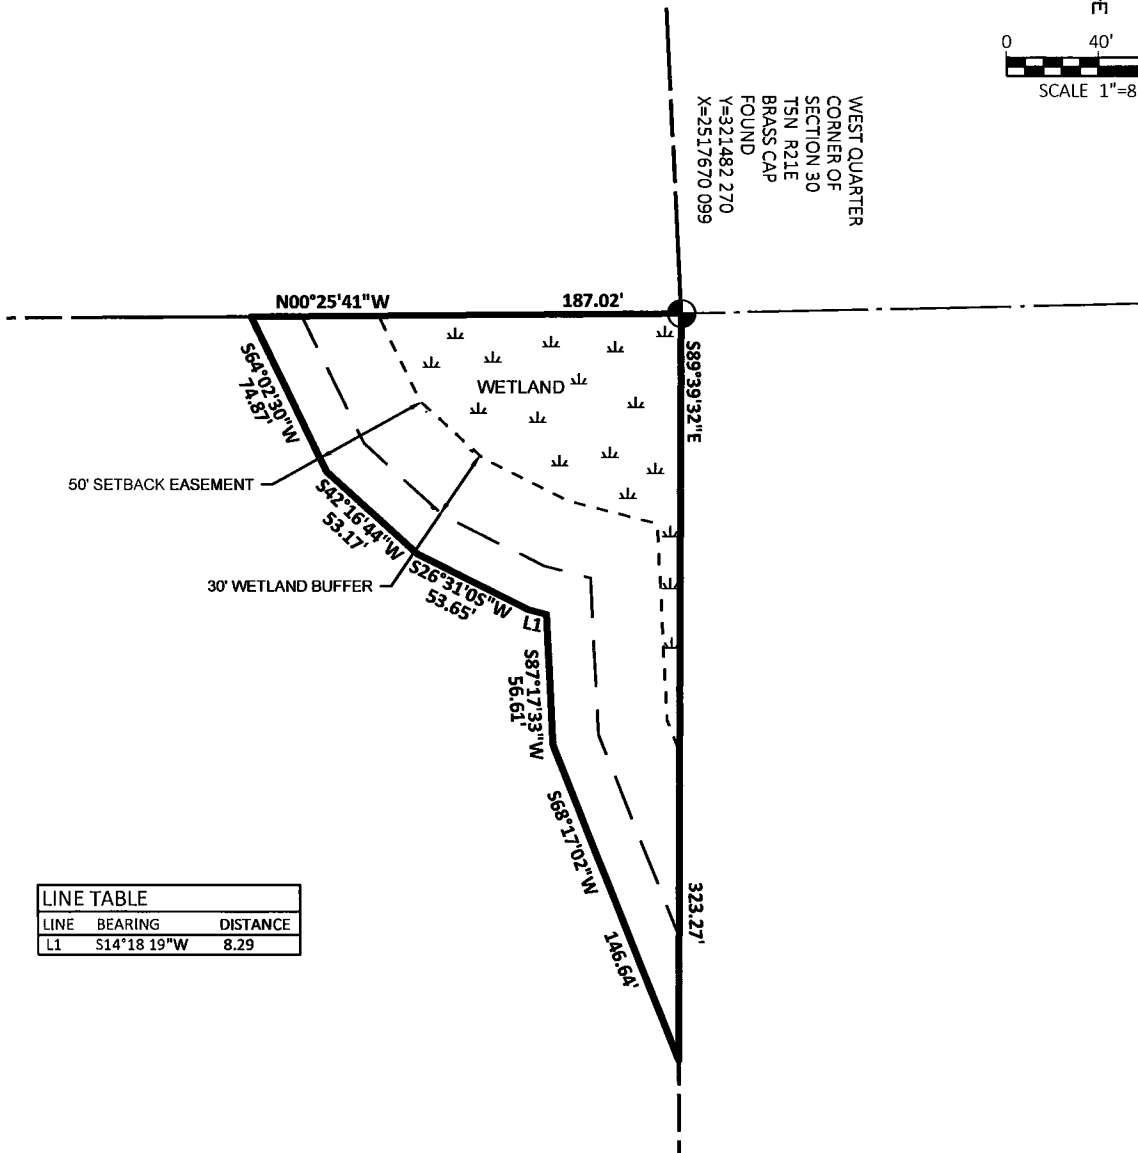 E
0 40'
SCALE 1"=8
WEST QUARTER
CORNER OF
SECTION 30
T5N R21E
BRASS CAP
FOUND
Y=321482 270
X=2517670 099
N00°25'41"W 187.02'
S89°39'32"E
323.27'
S64°02'30"W
74.87'
WETLAND
50' SETBACK EASEMENT
S42°16'44"W
53.17'
30' WETLAND BUFFER
S26°31'05"W
53.65'
L1
S87°17'33"W
56.61'
S68°17'02"W
146.64'
LINE TABLE
LINE BEARING DISTANCE
L1 S14°18 19"W 8.29